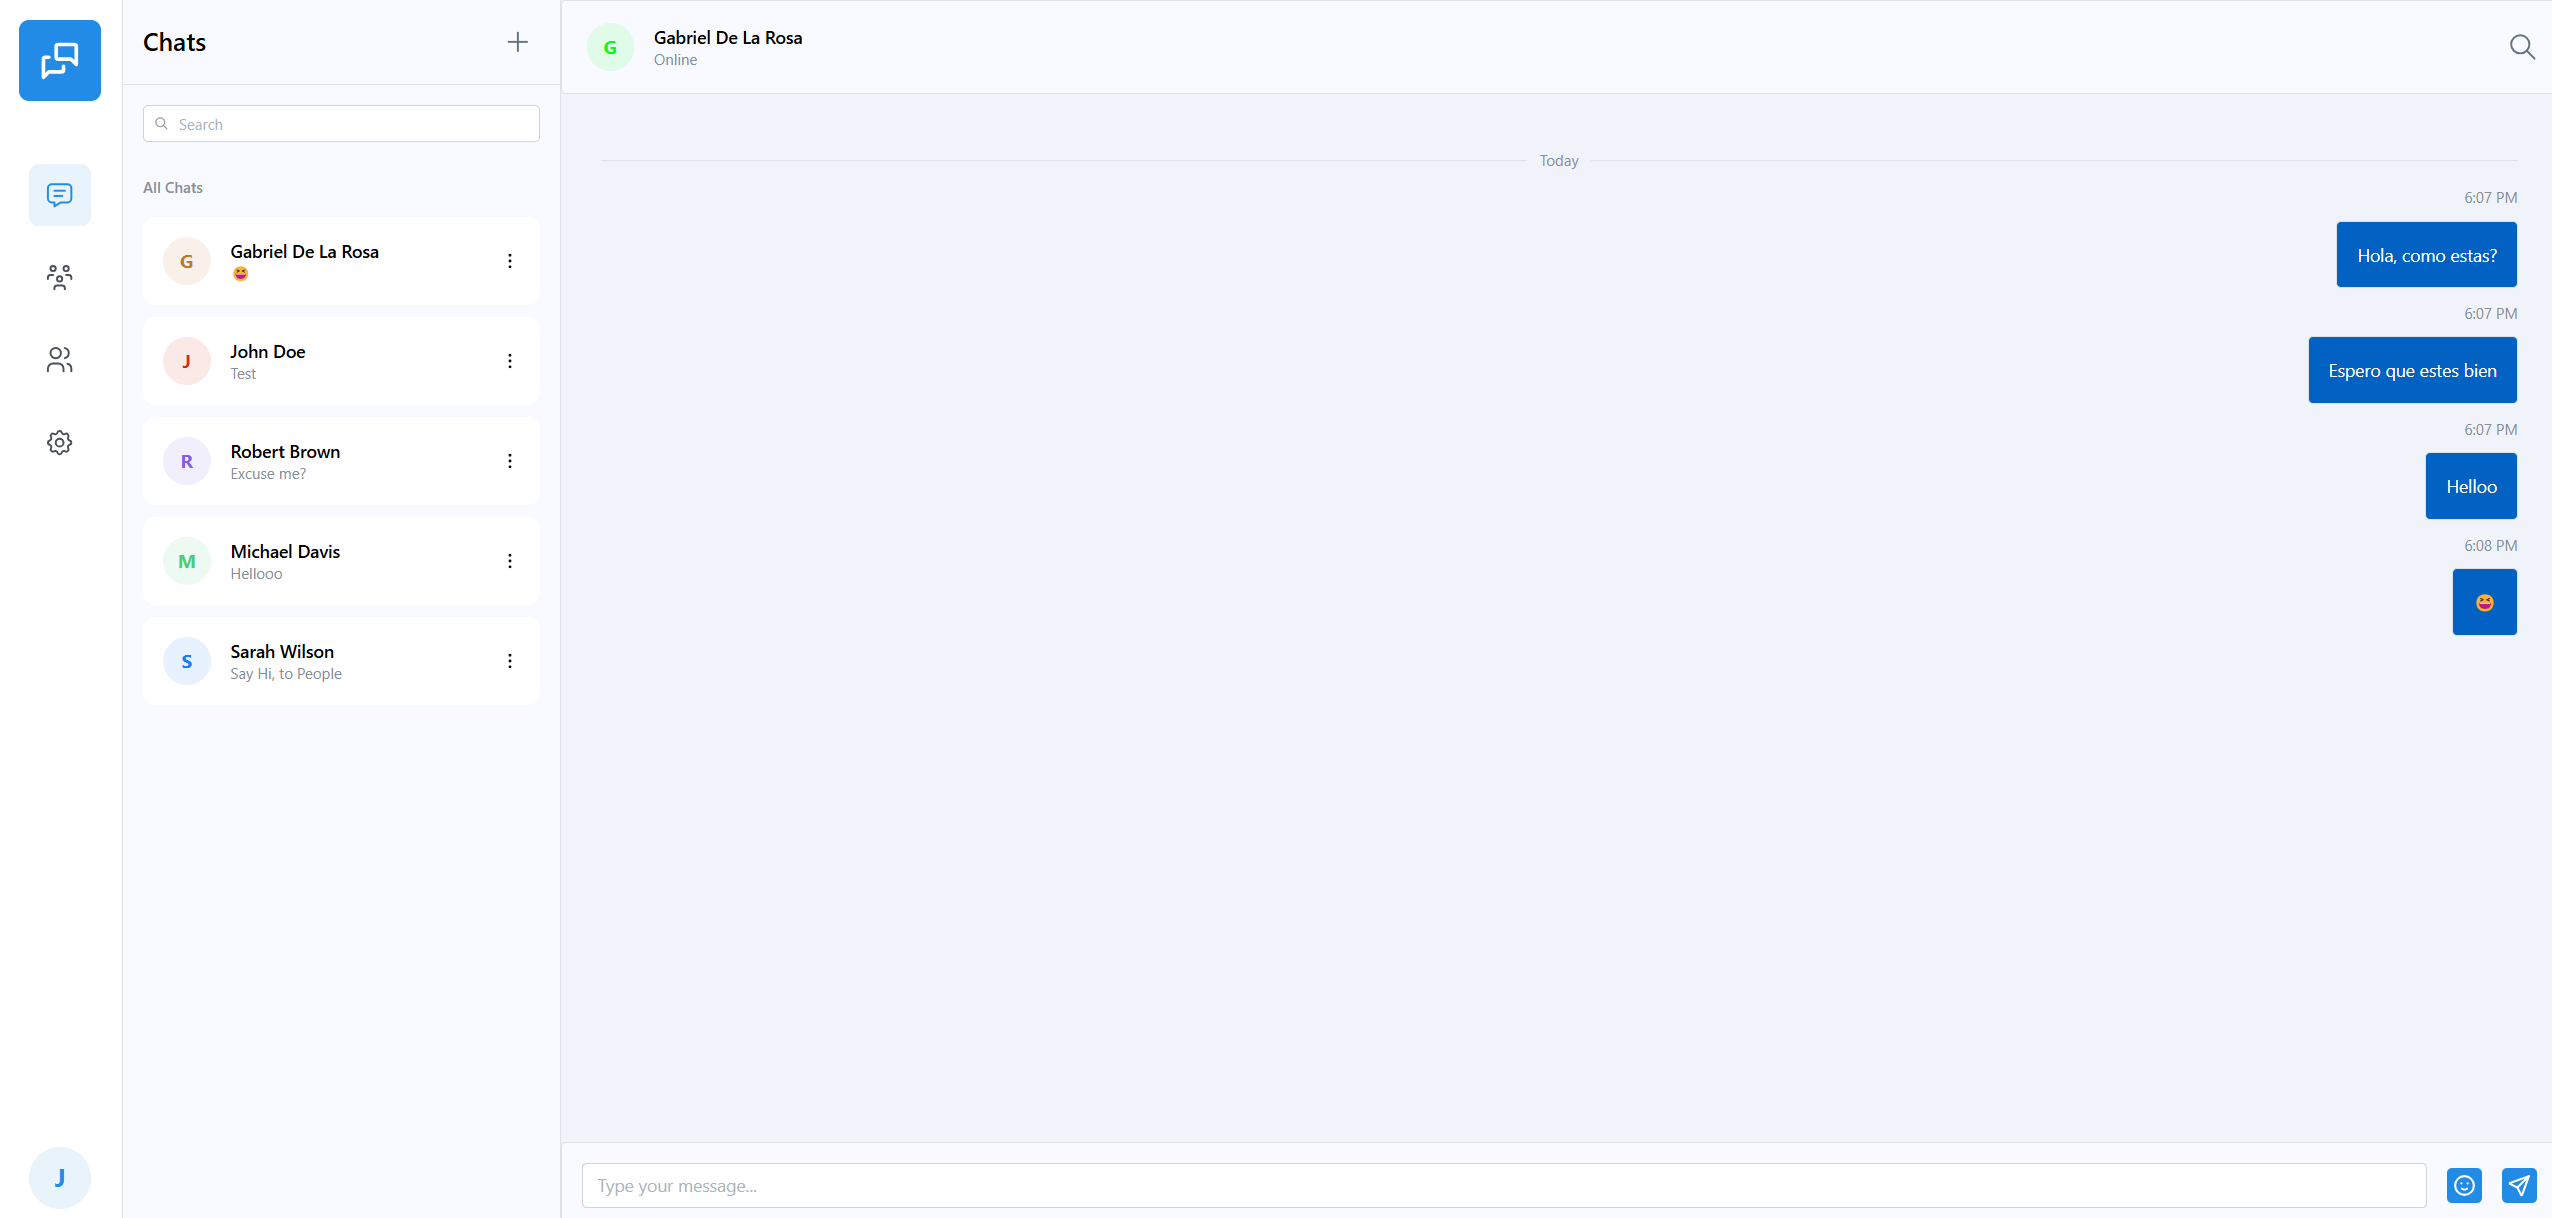 Chats
Search
All Chats
G
Gabriel De La Rosa
😆
J
John Doe
Test
R
Robert Brown
Excuse me?
M
Michael Davis
Hellooo
S
Sarah Wilson
Say Hi, to People
J
G
Gabriel De La Rosa
Online
Today
6:07 PM
Hola, como estas?
6:07 PM
Espero que estes bien
6:07 PM
Helloo
6:08 PM
😆
Type your message...